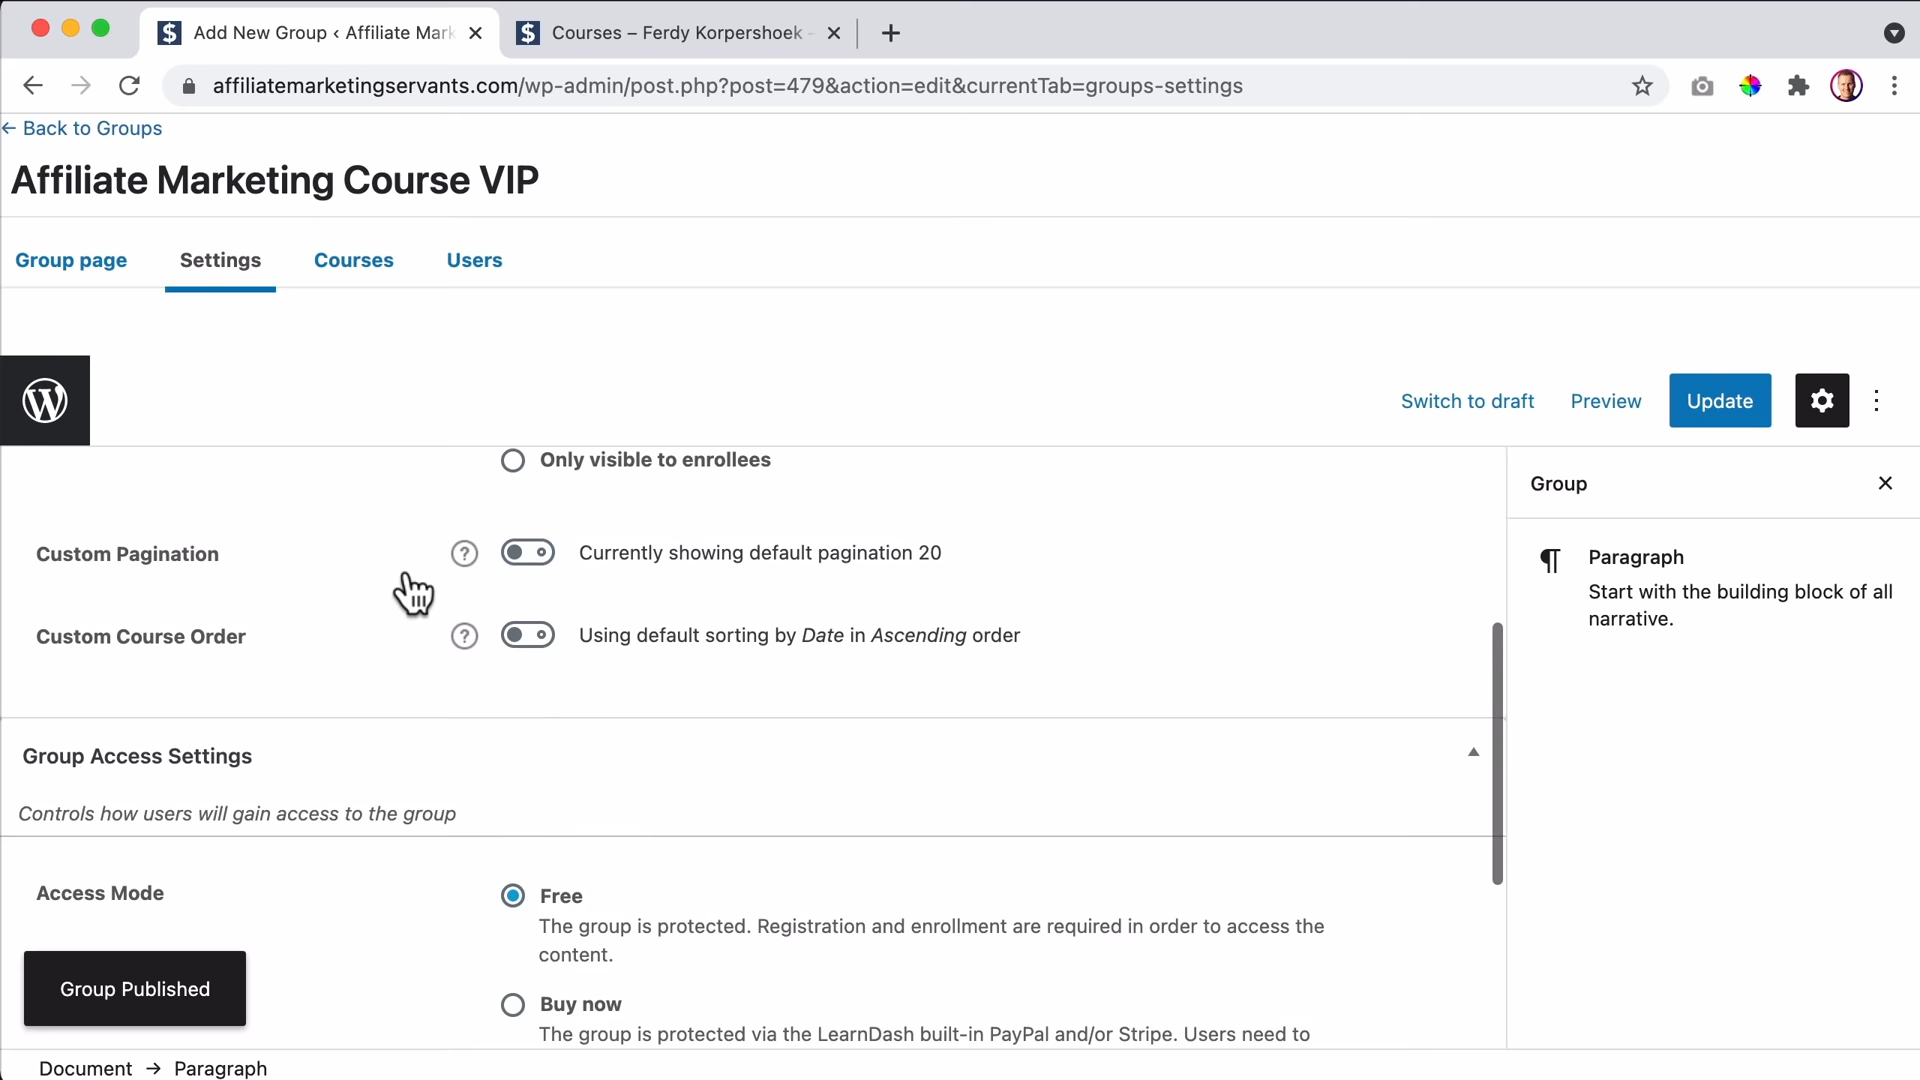 Add New Group ‹ Affiliate Mark
Courses – Ferdy Korpershoek -
affiliatemarketingservants.com/wp-admin/post.php?post=479&action=edit&currentTab=groups-settings
← Back to Groups
Affiliate Marketing Course VIP
Group page Settings Courses Users
Switch to draft Preview Update
Only visible to enrollees
Group
Custom Pagination ? Currently showing default pagination 20
Paragraph
Start with the building block of all
narrative.
Custom Course Order ? Using default sorting by Date in Ascending order
Group Access Settings
Controls how users will gain access to the group
Access Mode
Free
The group is protected. Registration and enrollment are required in order to access the
content.
Group Published
Buy now
The group is protected via the LearnDash built-in PayPal and/or Stripe. Users need to
Document → Paragraph